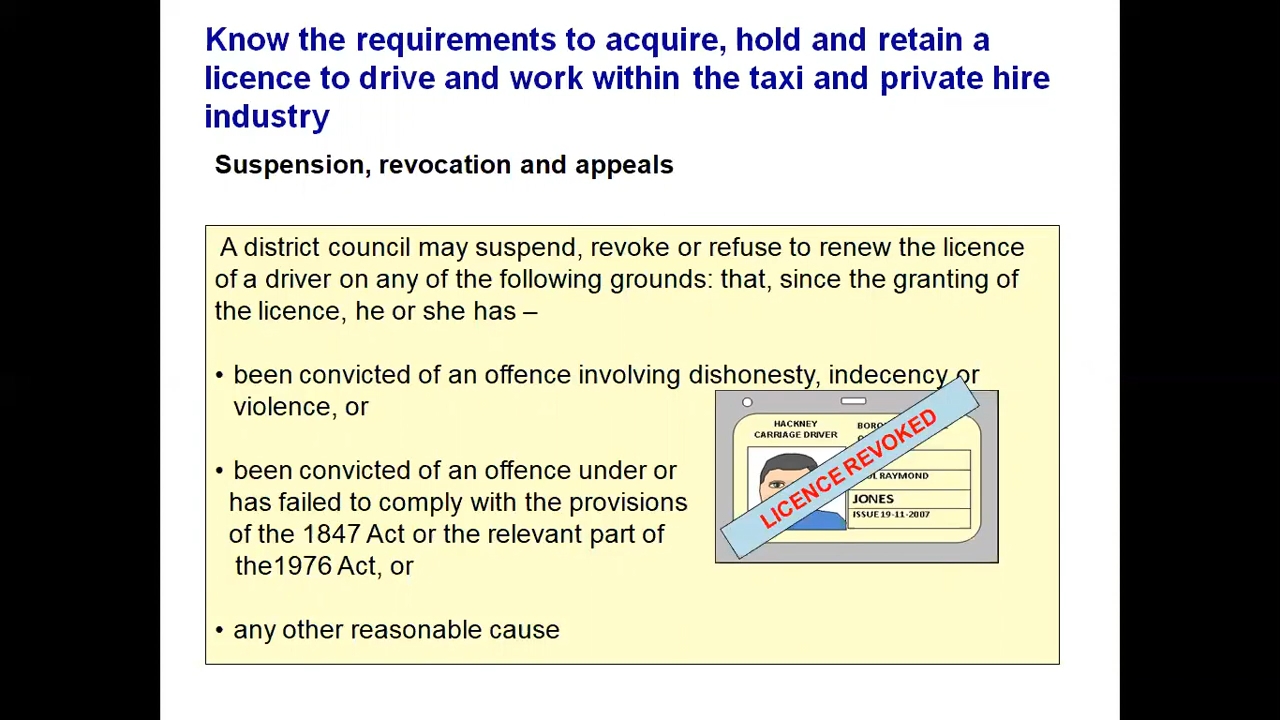 Know the requirements to acquire, hold and retain a
licence to drive and work within the taxi and private hire
industry
Suspension, revocation and appeals
A district council may suspend, revoke or refuse to renew the licence
of a driver on any of the following grounds: that, since the granting of
the licence, he or she has –
• been convicted of an offence involving dishonesty, indecency or
violence, or
• been convicted of an offence under or
has failed to comply with the provisions
of the 1847 Act or the relevant part of
the1976 Act, or
• any other reasonable cause
HACKNEY
CARRIAGE DRIVER
LICENCE REVOKED
RAYMOND
JONES
ISSUE 19-11-2007